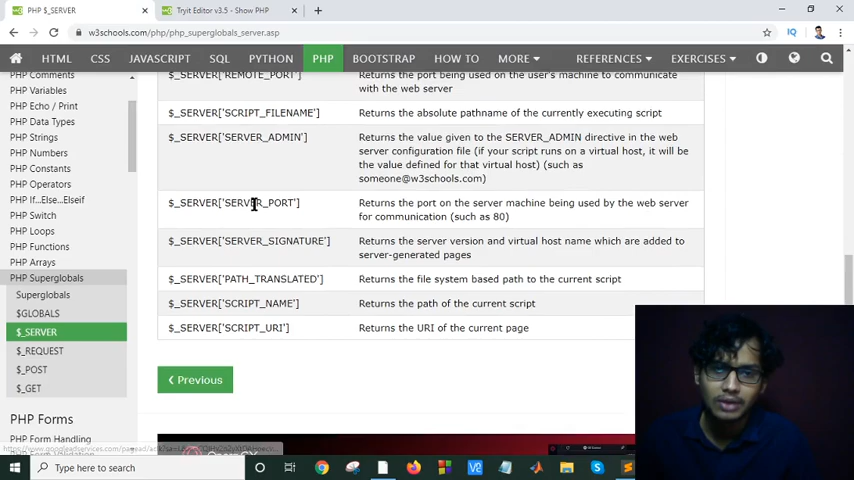 PHP $_SERVER
Tryit Editor v3.5 - Show PHP
w3schools.com/php/php_superglobals_server.asp
HTML CSS JAVASCRIPT SQL PYTHON PHP BOOTSTRAP HOW TO MORE REFERENCES EXERCISES
PHP Comments
PHP Variables
PHP Echo / Print
PHP Data Types
PHP Strings
PHP Numbers
PHP Constants
PHP Operators
PHP If...Else...Elseif
PHP Switch
PHP Loops
PHP Functions
PHP Arrays
PHP Superglobals
Superglobals
$GLOBALS
$_SERVER
$_REQUEST
$_POST
$_GET
PHP Forms
PHP Form Handling
$_SERVER['REMOTE_PORT'] Returns the port being used on the user's machine to communicate
with the web server
$_SERVER['SCRIPT_FILENAME'] Returns the absolute pathname of the currently executing script
$_SERVER['SERVER_ADMIN'] Returns the value given to the SERVER_ADMIN directive in the web
server configuration file (if your script runs on a virtual host, it will be
the value defined for that virtual host) (such as
someone@w3schools.com)
$_SERVER['SERVER_PORT'] Returns the port on the server machine being used by the web server
for communication (such as 80)
$_SERVER['SERVER_SIGNATURE'] Returns the server version and virtual host name which are added to
server-generated pages
$_SERVER['PATH_TRANSLATED'] Returns the file system based path to the current script
$_SERVER['SCRIPT_NAME'] Returns the path of the current script
$_SERVER['SCRIPT_URI'] Returns the URI of the current page
❮ Previous
Type here to search